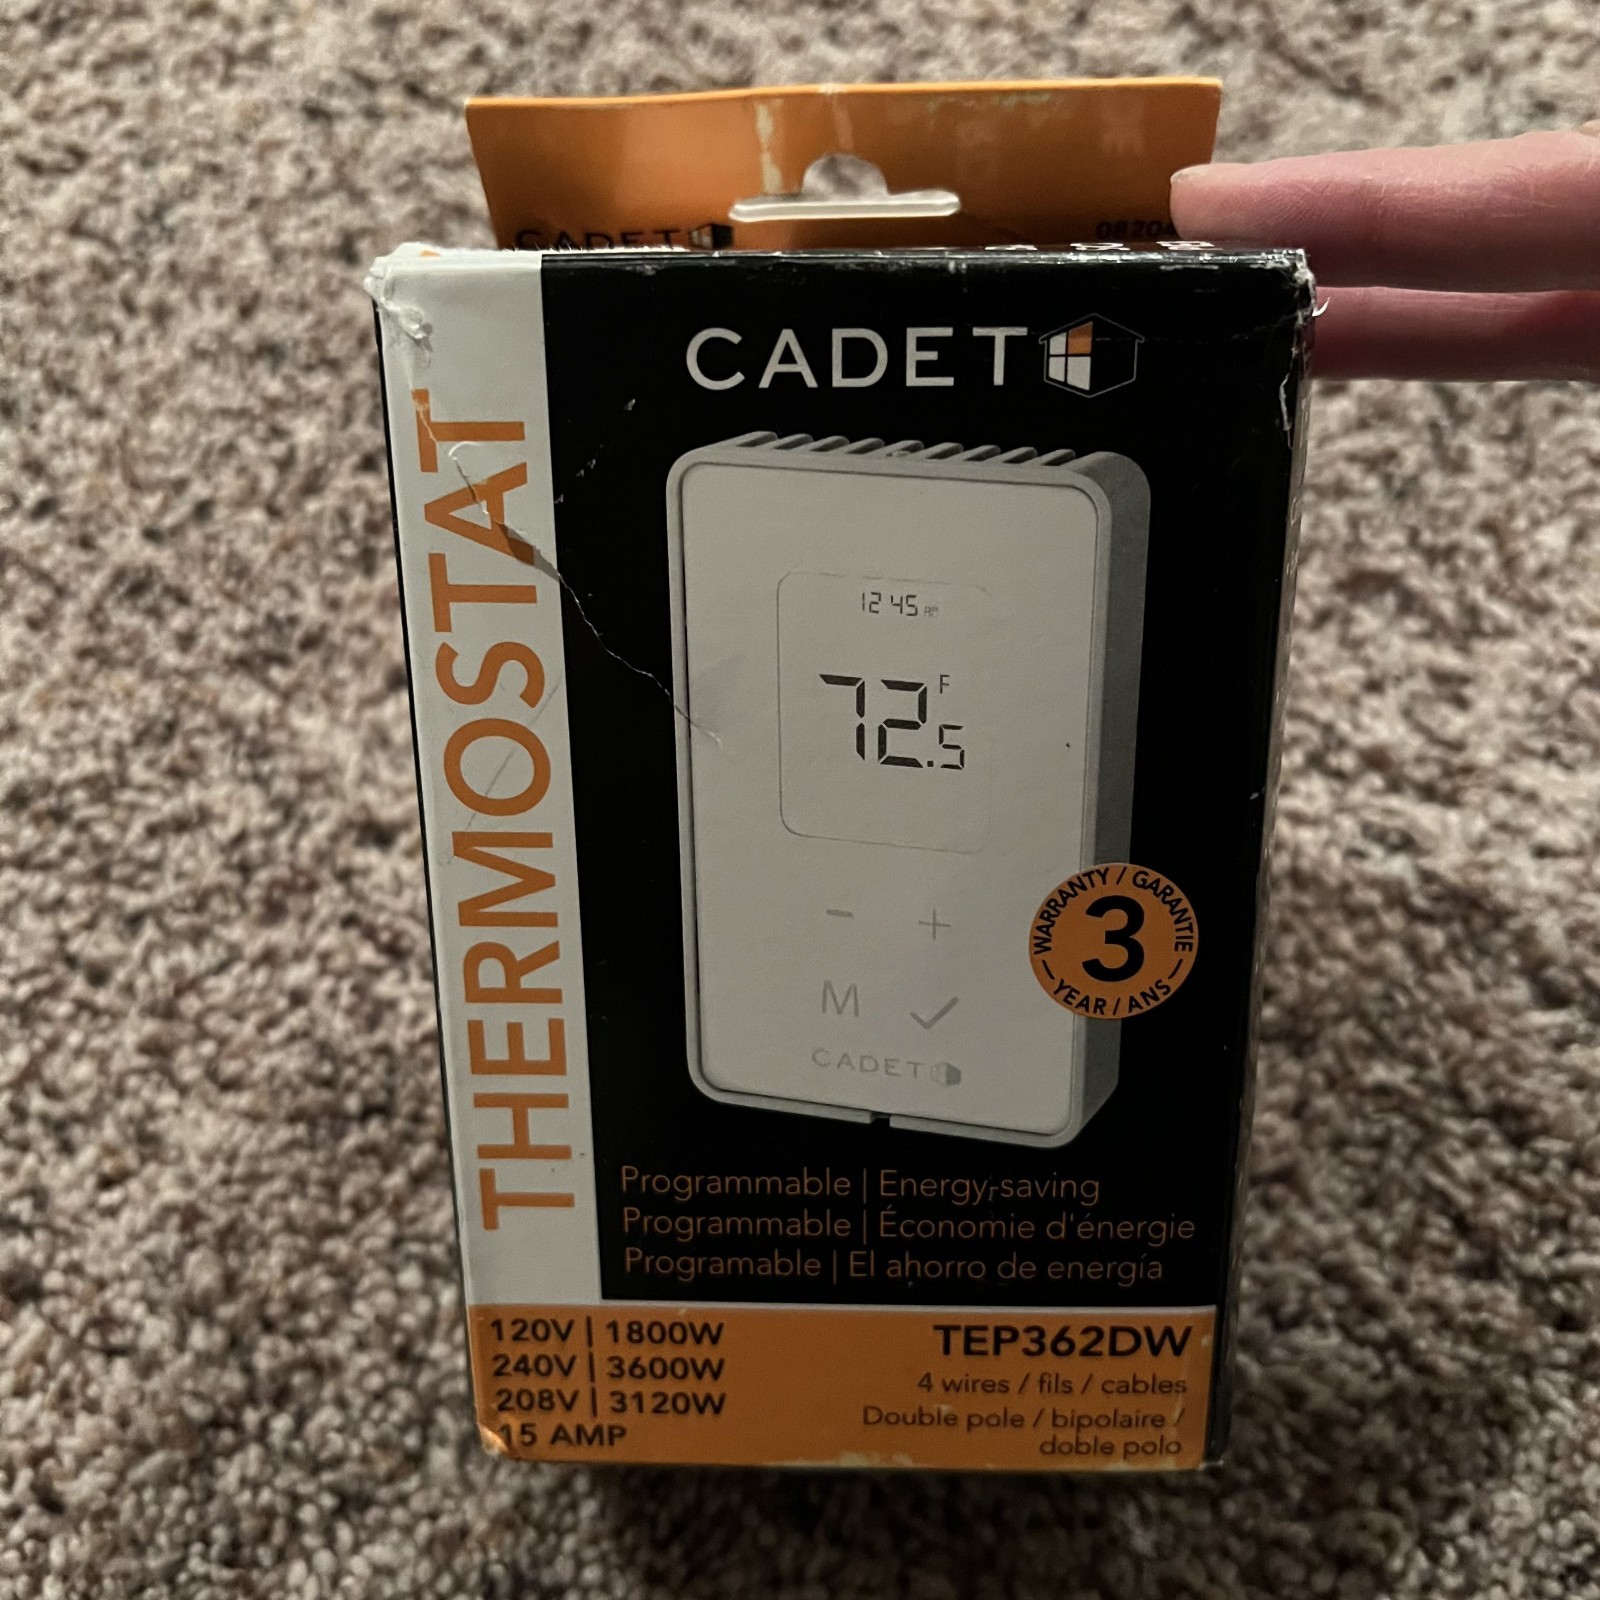 CADET
CADET
THERMOSTAT
12 45
72.5 F
- +
M
CADET
WARRANTY / GARANTIE
3
YEAR / ANS
Programmable | Energy-saving
Programmable | Économie d'énergie
Programable | El ahorro de energía
120V | 1800W
240V | 3600W
208V | 3120W
15 AMP
TEP362DW
4 wires / fils / cables
Double pole / bipolaire /
doble polo